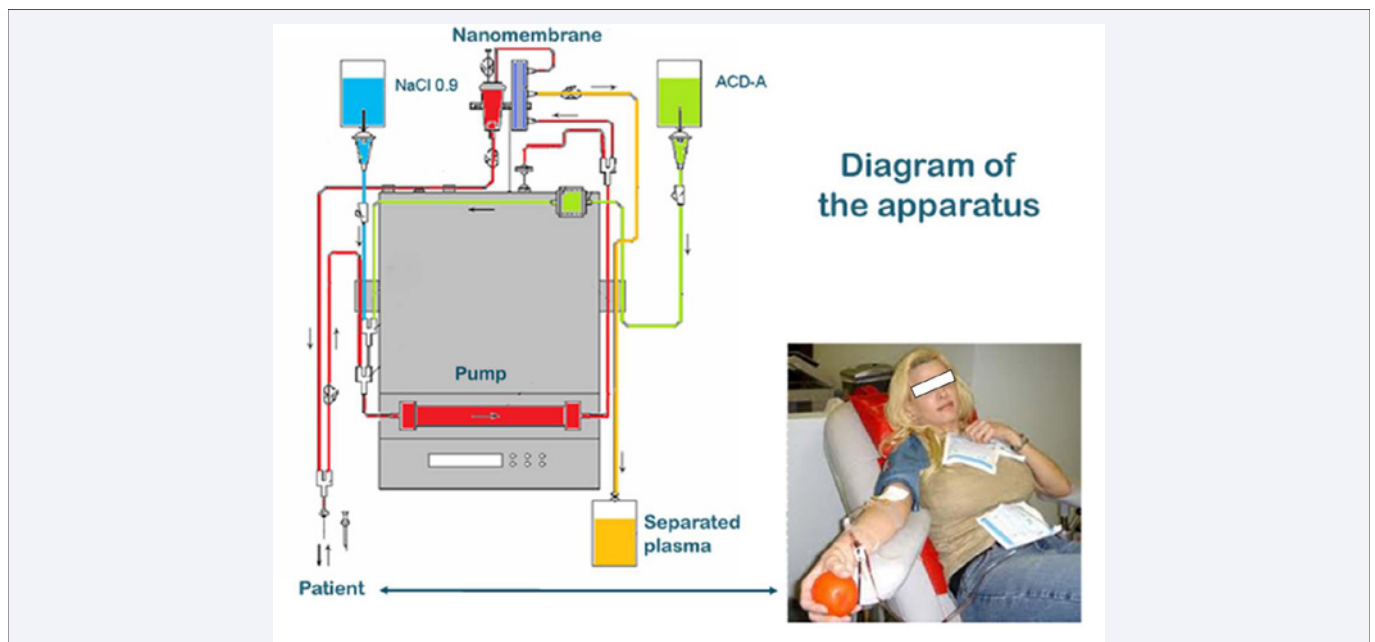 Nanomembrane
NaCl 0.9
ACD-A
Diagram of
the apparatus
Pump
Separated
plasma
Patient